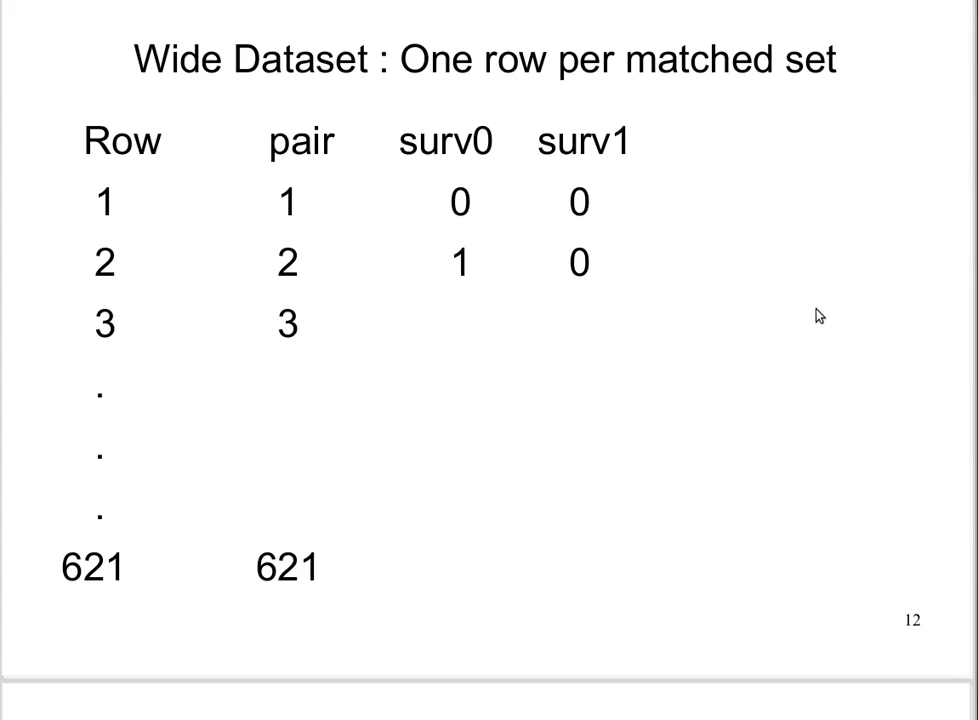 Wide Dataset : One row per matched set
Row pair surv0 surv1
1 1 0 0
2 2 1 0
3 3
.
.
.
621 621
12